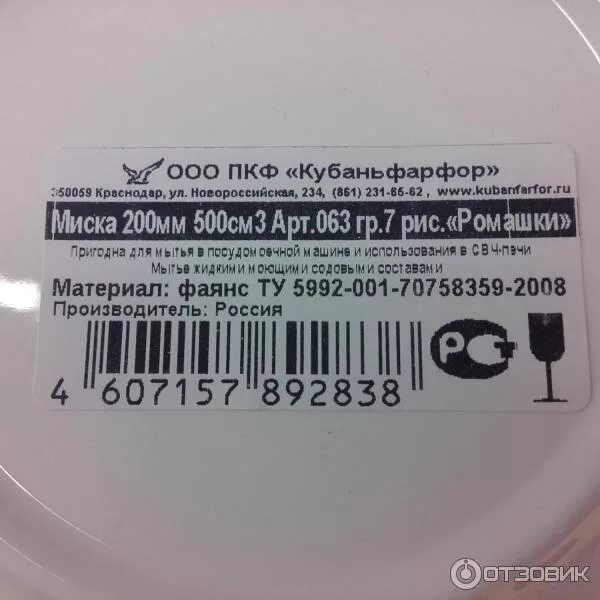 ООО ПКФ «Кубаньфарфор»
350059 Краснодар, ул. Новороссийская, 234, (861) 231-65-62 , www.kubanfarfor.ru
Миска 200мм 500см3 Арт.063 гр.7 рис.«Ромашки»
Пригодна для мытья в посудомоечной машине и использования в СВЧ-печи
Мытье жидкими моющими содовыми составами
Материал: фаянс ТУ 5992-001-70758359-2008
Производитель: Россия
РСТ
4 607157 892838
ОТЗОВИК